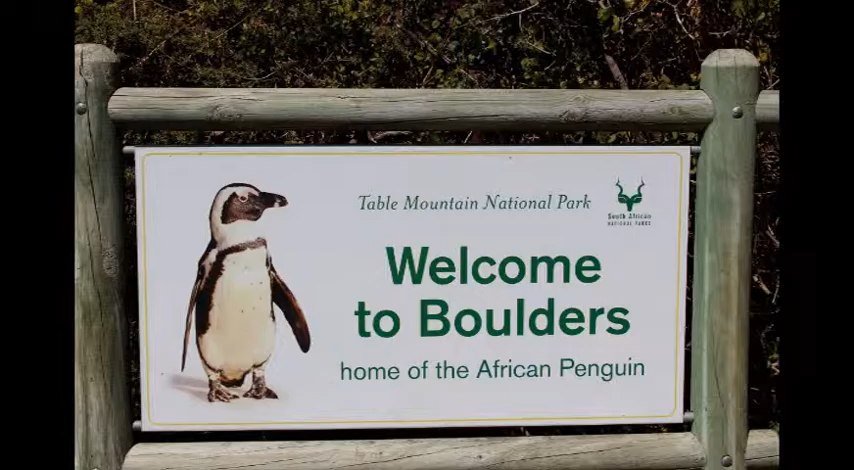 Table Mountain National Park
South African
NATIONAL PARKS
Welcome
to Boulders
home of the African Penguin